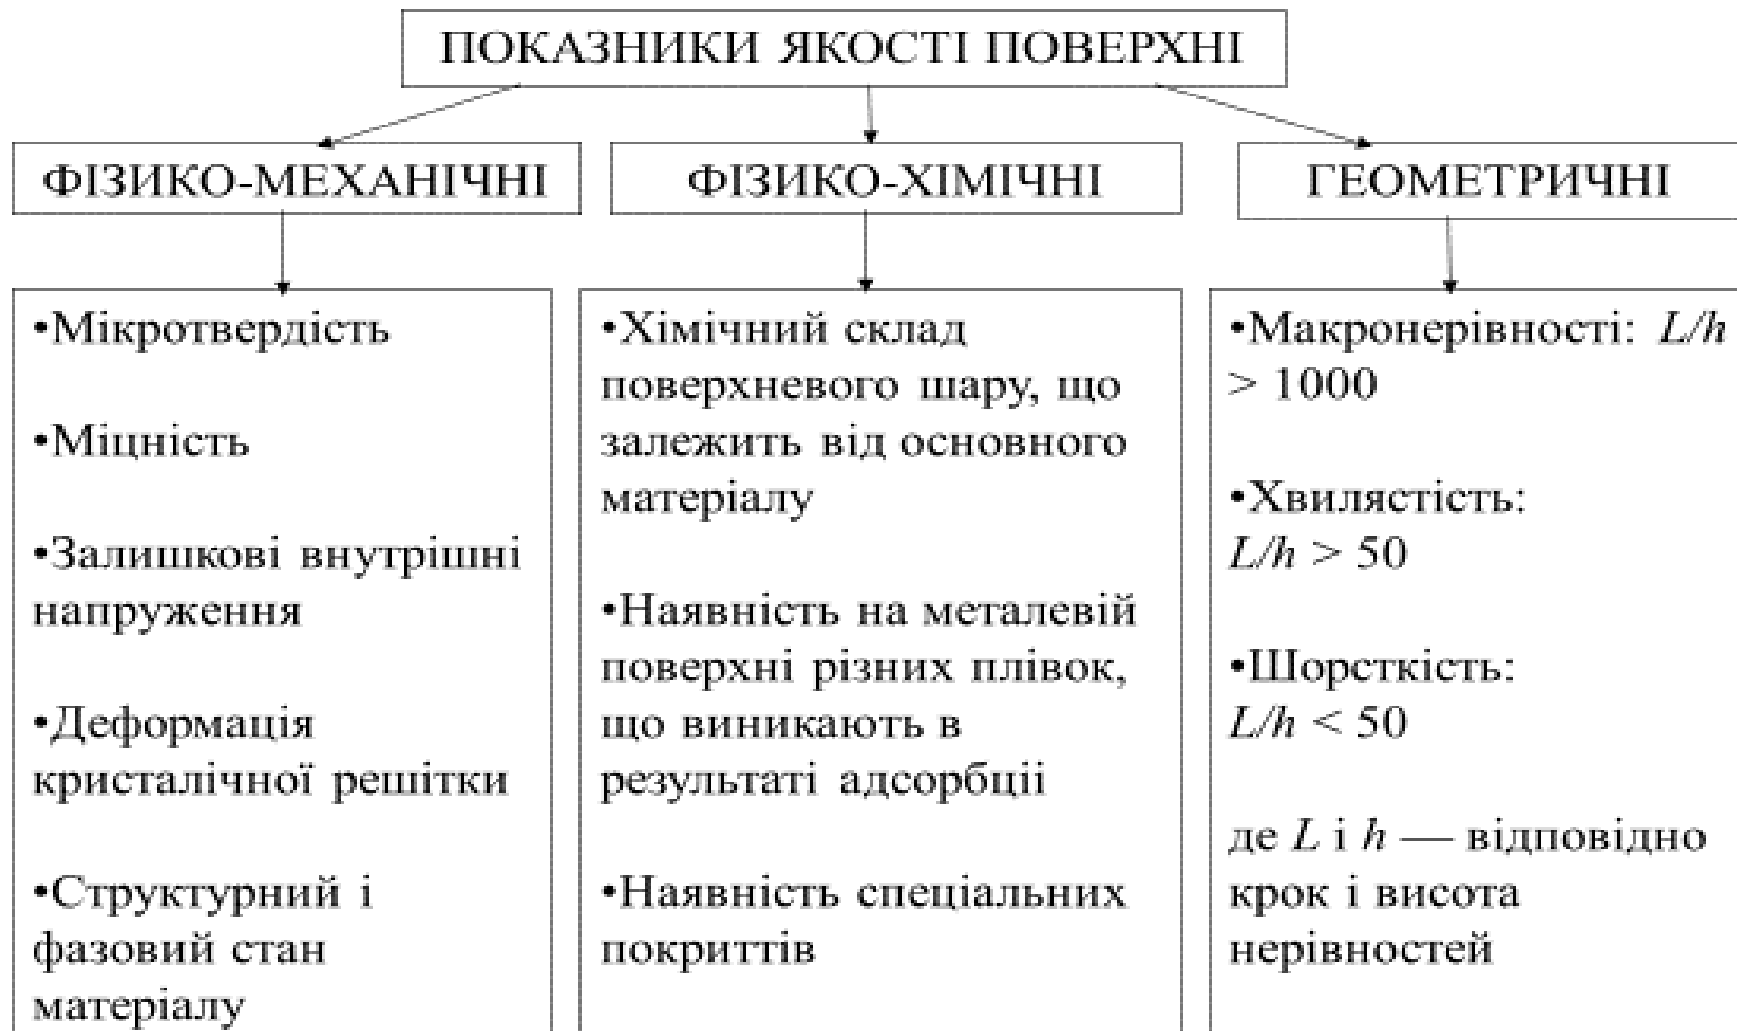 ПОКАЗНИКИ ЯКОСТІ ПОВЕРХНІ
ФІЗИКО-МЕХАНІЧНІ
ФІЗИКО-ХІМІЧНІ
ГЕОМЕТРИЧНІ
•Мікротвердість
•Міцність
•Залишкові внутрішні
напруження
•Деформація
кристалічної решітки
•Структурний і
фазовий стан
матеріалу
•Хімічний склад
поверхневого шару, що
залежить від основного
матеріалу
•Наявність на металевій
поверхні різних плівок,
що виникають в
результаті адсорбціі
•Наявність спеціальних
покриттів
•Макронерівності: L/h
> 1000
•Хвилястість:
L/h > 50
•Шорсткість:
L/h < 50
де L і h — відповідно
крок і висота
нерівностей